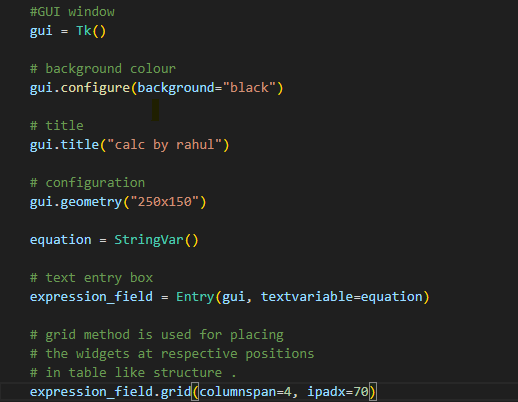 #GUI window
gui = Tk()
# background colour
gui.configure(background="black")
# title
gui.title("calc by rahul")
# configuration
gui.geometry("250x150")
equation = StringVar()
# text entry box
expression_field = Entry(gui, textvariable=equation)
# grid method is used for placing
# the widgets at respective positions
# in table like structure .
expression_field.grid(columnspan=4, ipadx=70)